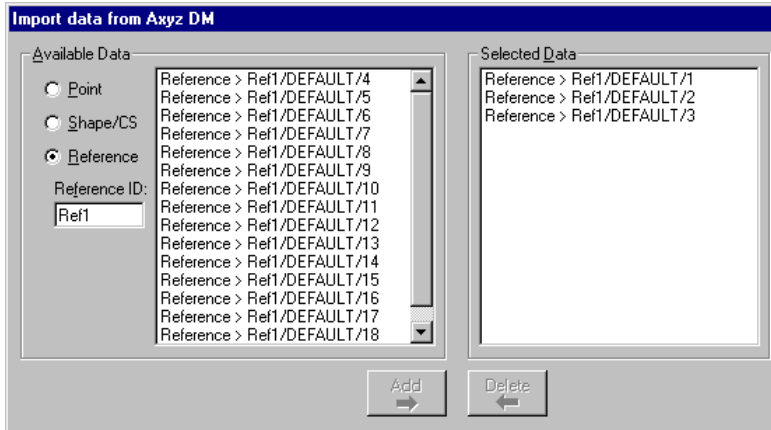 Import data from Axyz DM
Available Data
Point
Shape/CS
Reference
Reference ID:
Ref1
Reference > Ref1/DEFAULT/4
Reference > Ref1/DEFAULT/5
Reference > Ref1/DEFAULT/6
Reference > Ref1/DEFAULT/7
Reference > Ref1/DEFAULT/8
Reference > Ref1/DEFAULT/9
Reference > Ref1/DEFAULT/10
Reference > Ref1/DEFAULT/11
Reference > Ref1/DEFAULT/12
Reference > Ref1/DEFAULT/13
Reference > Ref1/DEFAULT/14
Reference > Ref1/DEFAULT/15
Reference > Ref1/DEFAULT/16
Reference > Ref1/DEFAULT/17
Reference > Ref1/DEFAULT/18
Selected Data
Reference > Ref1/DEFAULT/1
Reference > Ref1/DEFAULT/2
Reference > Ref1/DEFAULT/3
Add
Delete